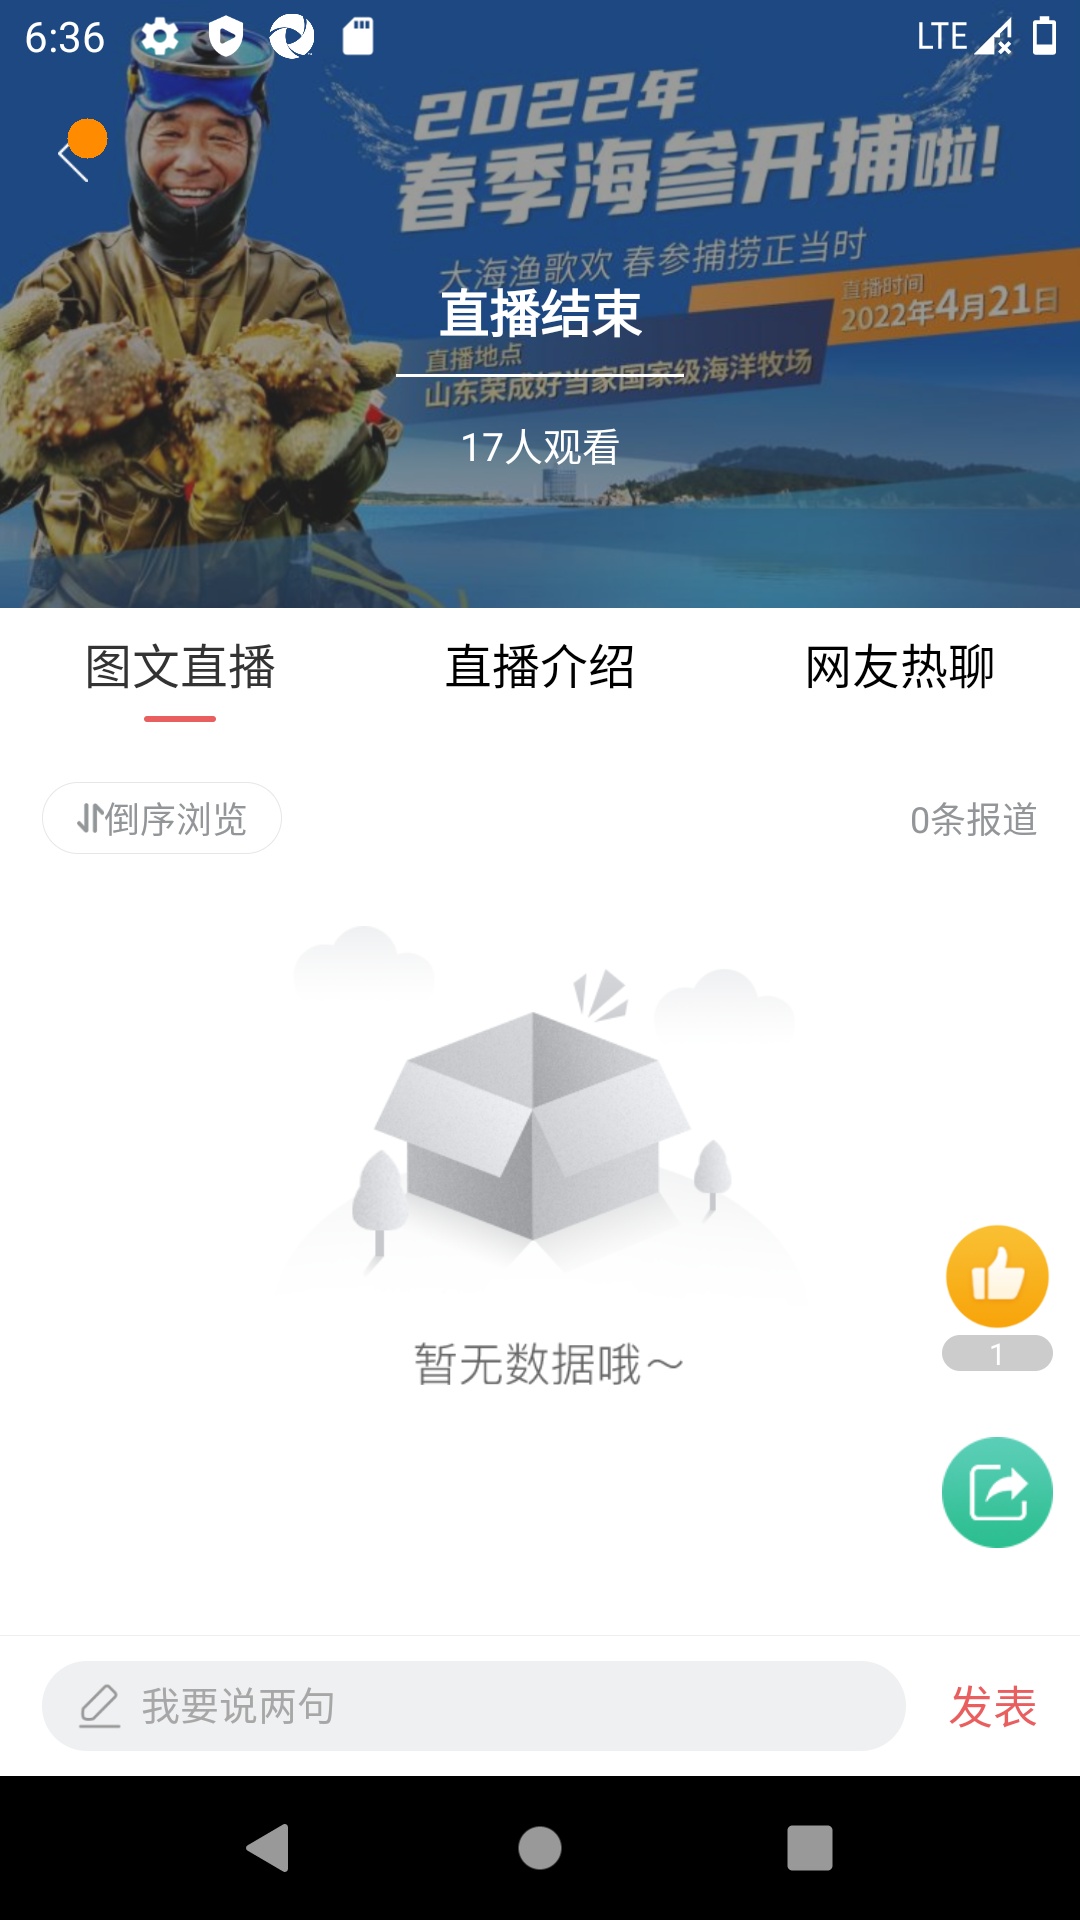 6:36
LTE
2022年
春季海参开捕啦!
大海渔歌欢 春参捕捞正当时
直播时间
2022年4月21日
直播结束
直播地点
山东荣成好当家国家级海洋牧场
17人观看
图文直播 直播介绍 网友热聊
倒序浏览 0条报道
暂无数据哦～
1
我要说两句 发表